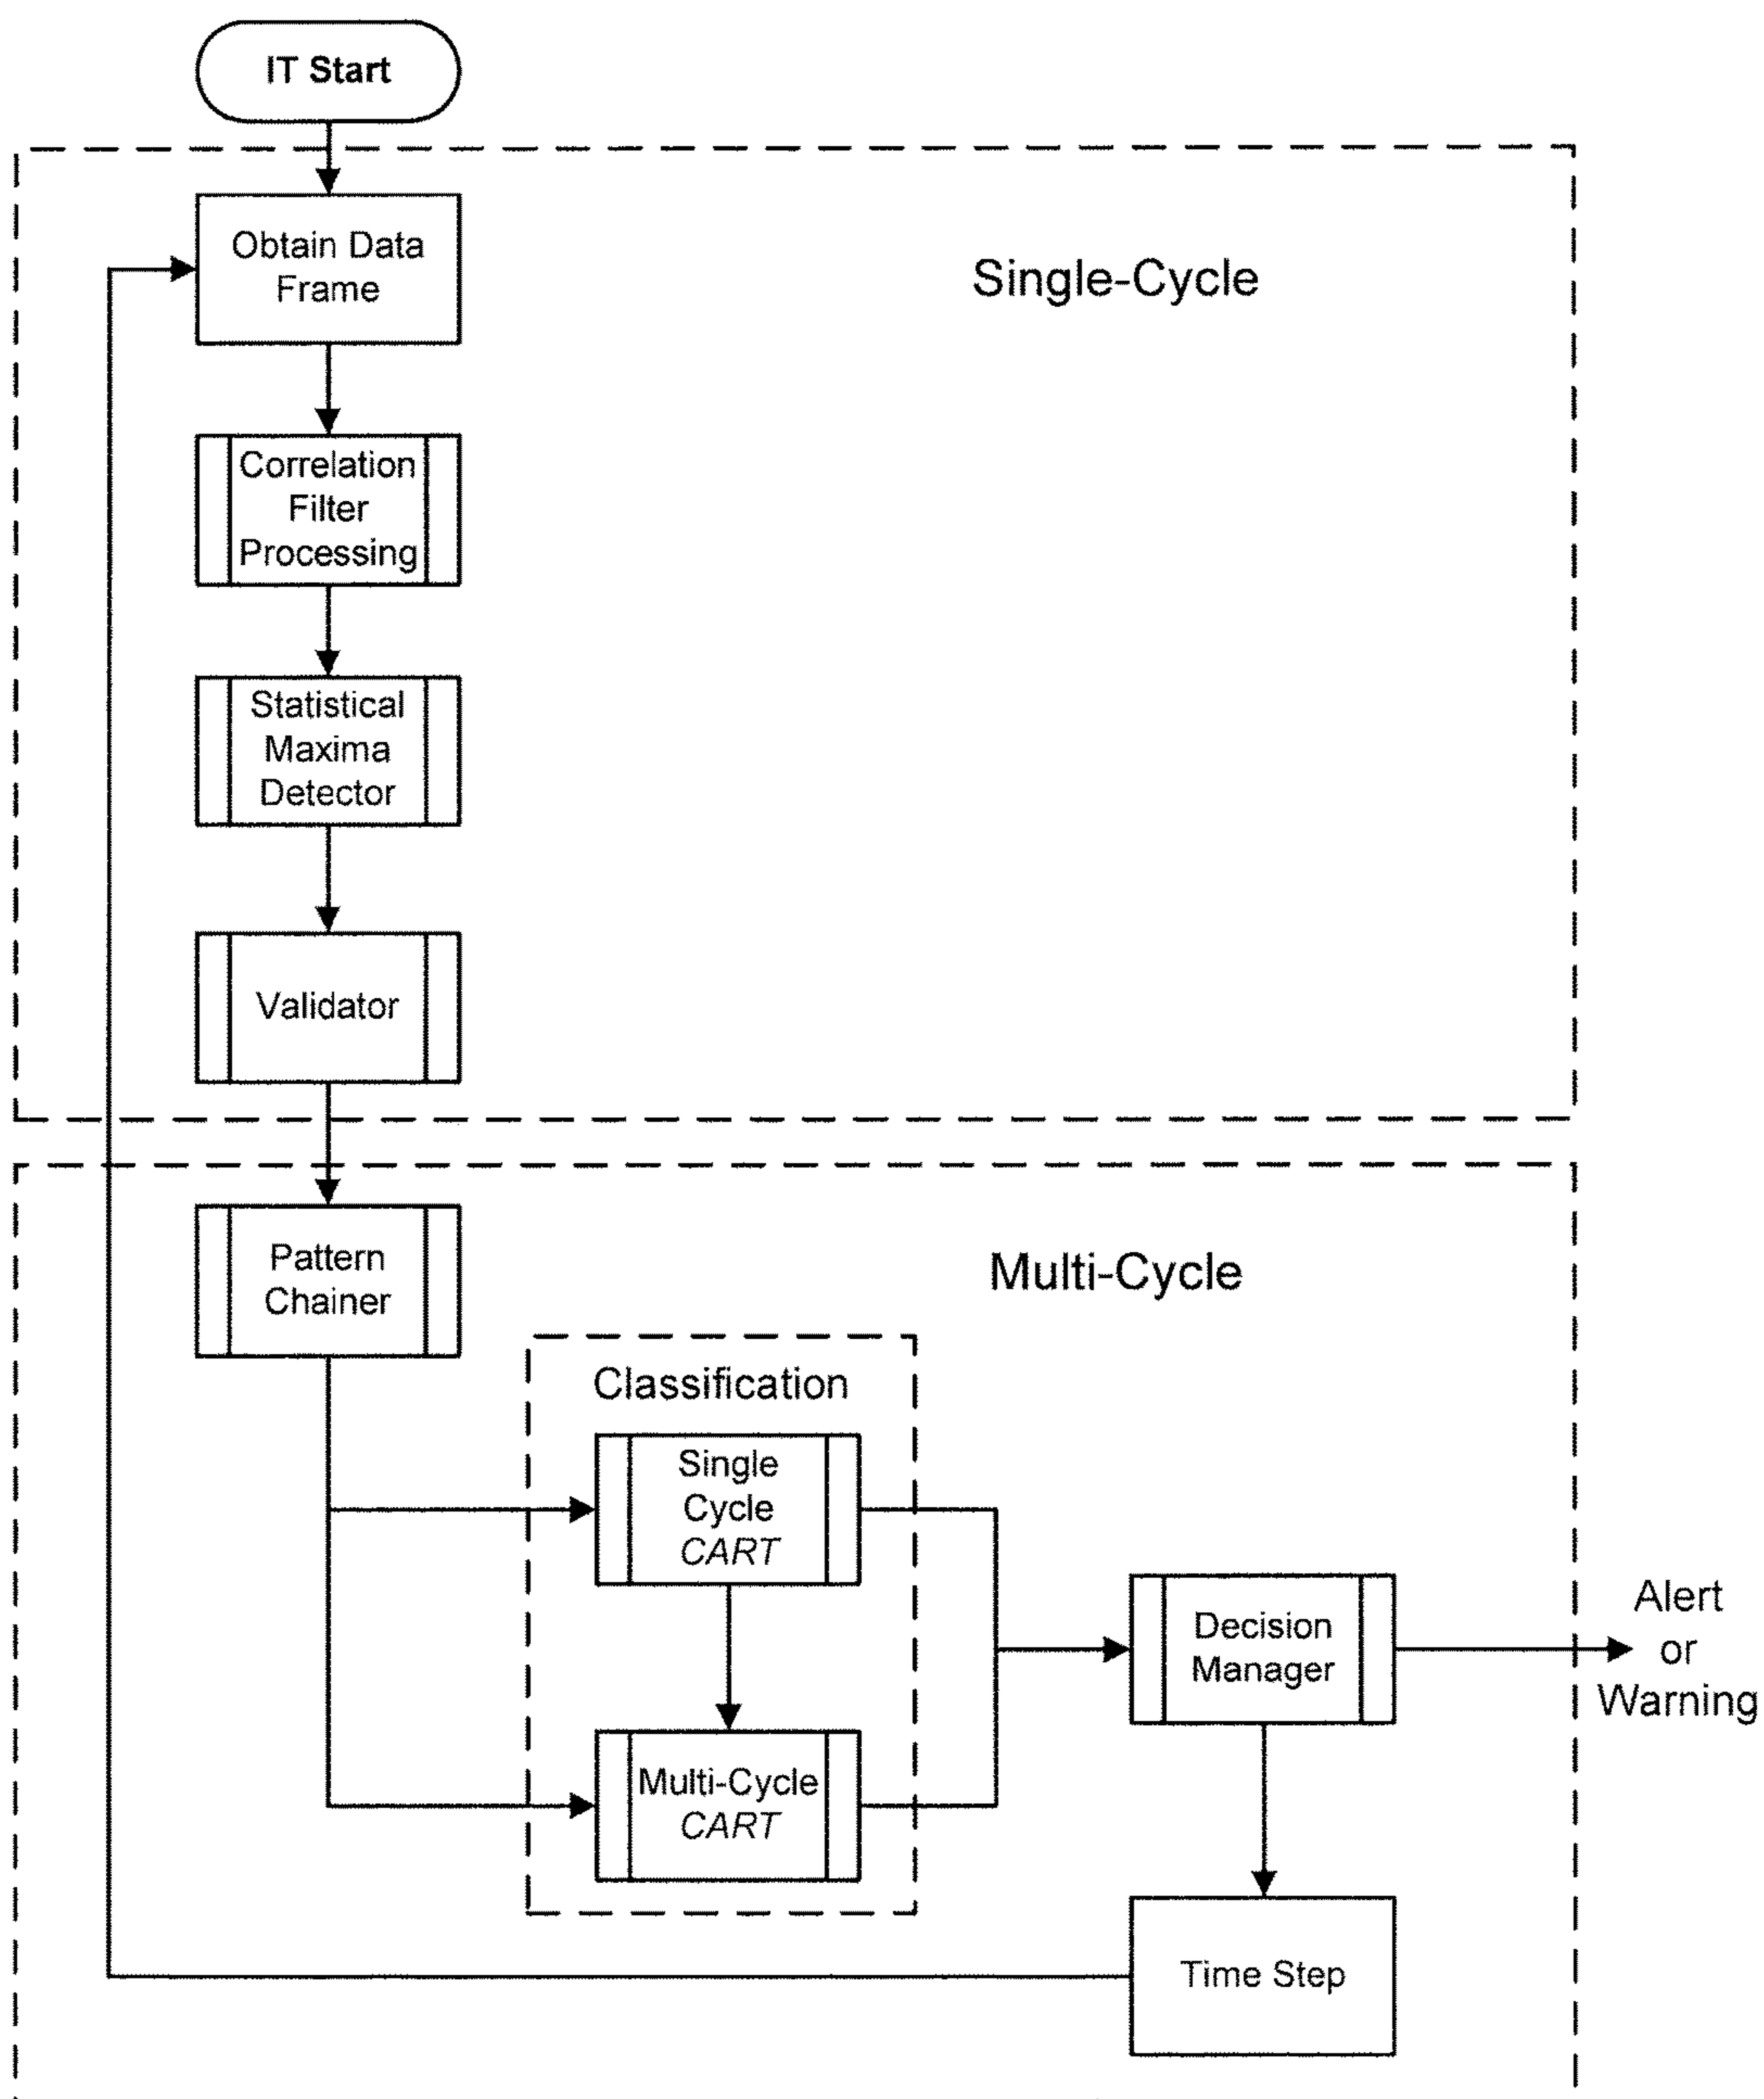 IT Start
Obtain Data
Frame
Single-Cycle
Correlation
Filter
Processing
Statistical
Maxima
Detector
Validator
Pattern
Chainer
Multi-Cycle
Classification
Single
Cycle
CART
Multi-Cycle
CART
Decision
Manager
Alert
or
Warning
Time Step